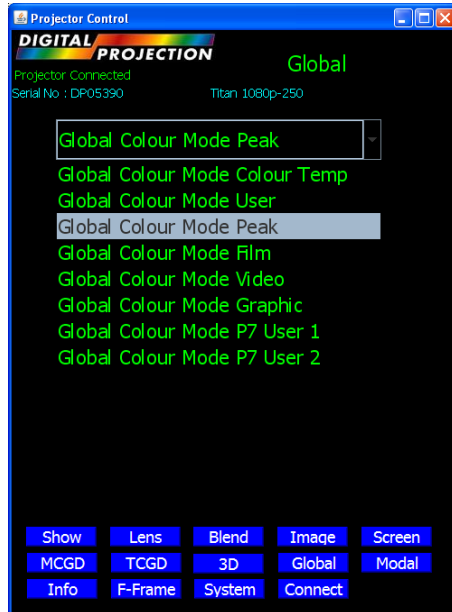 Projector Control
DIGITAL
PROJECTION
Global
Projector Connected
Serial No : DP05390 Titan 1080p-250
Global Colour Mode Peak
Global Colour Mode Colour Temp
Global Colour Mode User
Global Colour Mode Peak
Global Colour Mode Film
Global Colour Mode Video
Global Colour Mode Graphic
Global Colour Mode P7 User 1
Global Colour Mode P7 User 2
Show Lens Blend Image Screen
MCGD TCGD 3D Global Modal
Info F-Frame System Connect